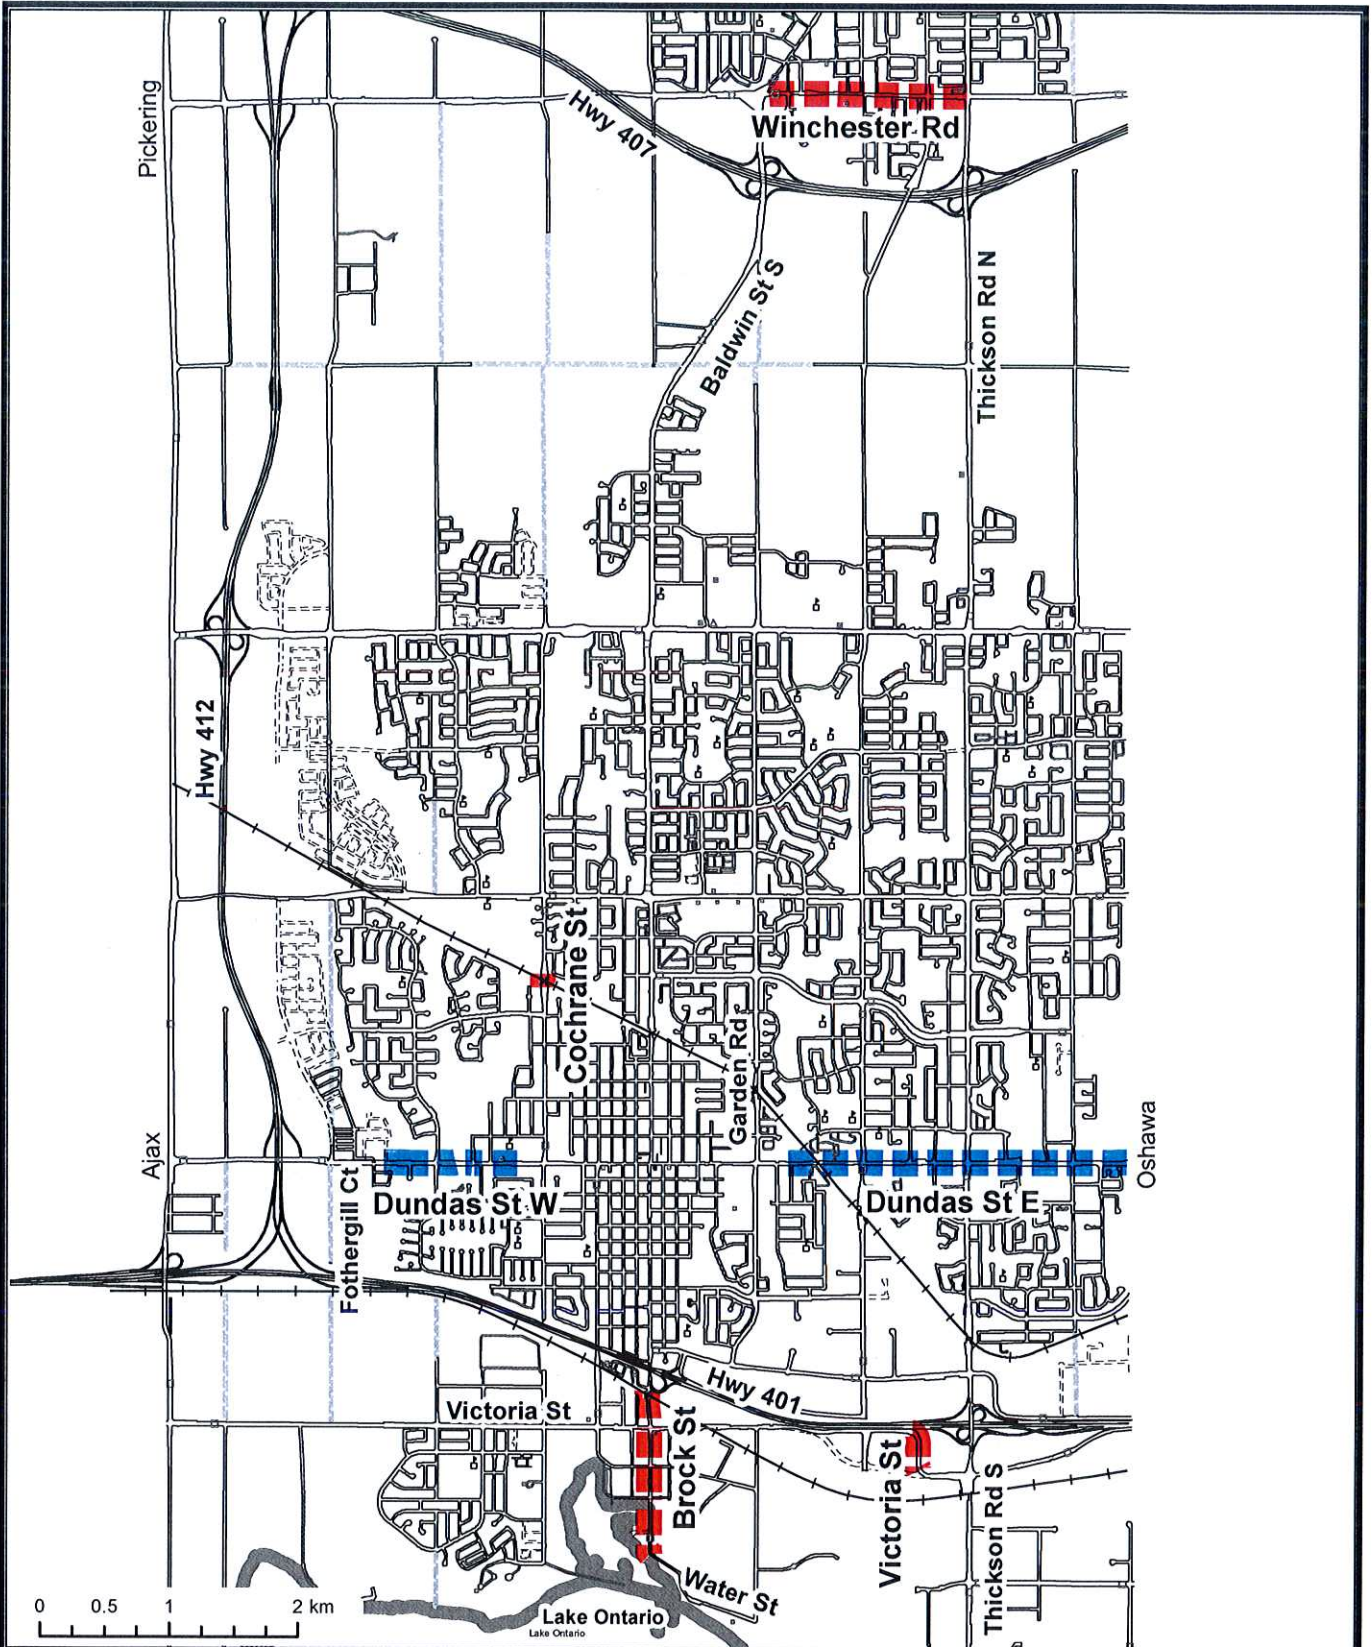 Pickering
Hwy 407
Winchester Rd
Baldwin St S
Thickson Rd N
Hwy 412
Cochrane St
Garden Rd
Ajax
Oshawa
Fothergill Ct
Dundas St W
Dundas St E
Hwy 401
Victoria St
Brock St
Victoria St
Thickson Rd S
Water St
0 0.5 1 2 km
Lake Ontario
Lake Ontario